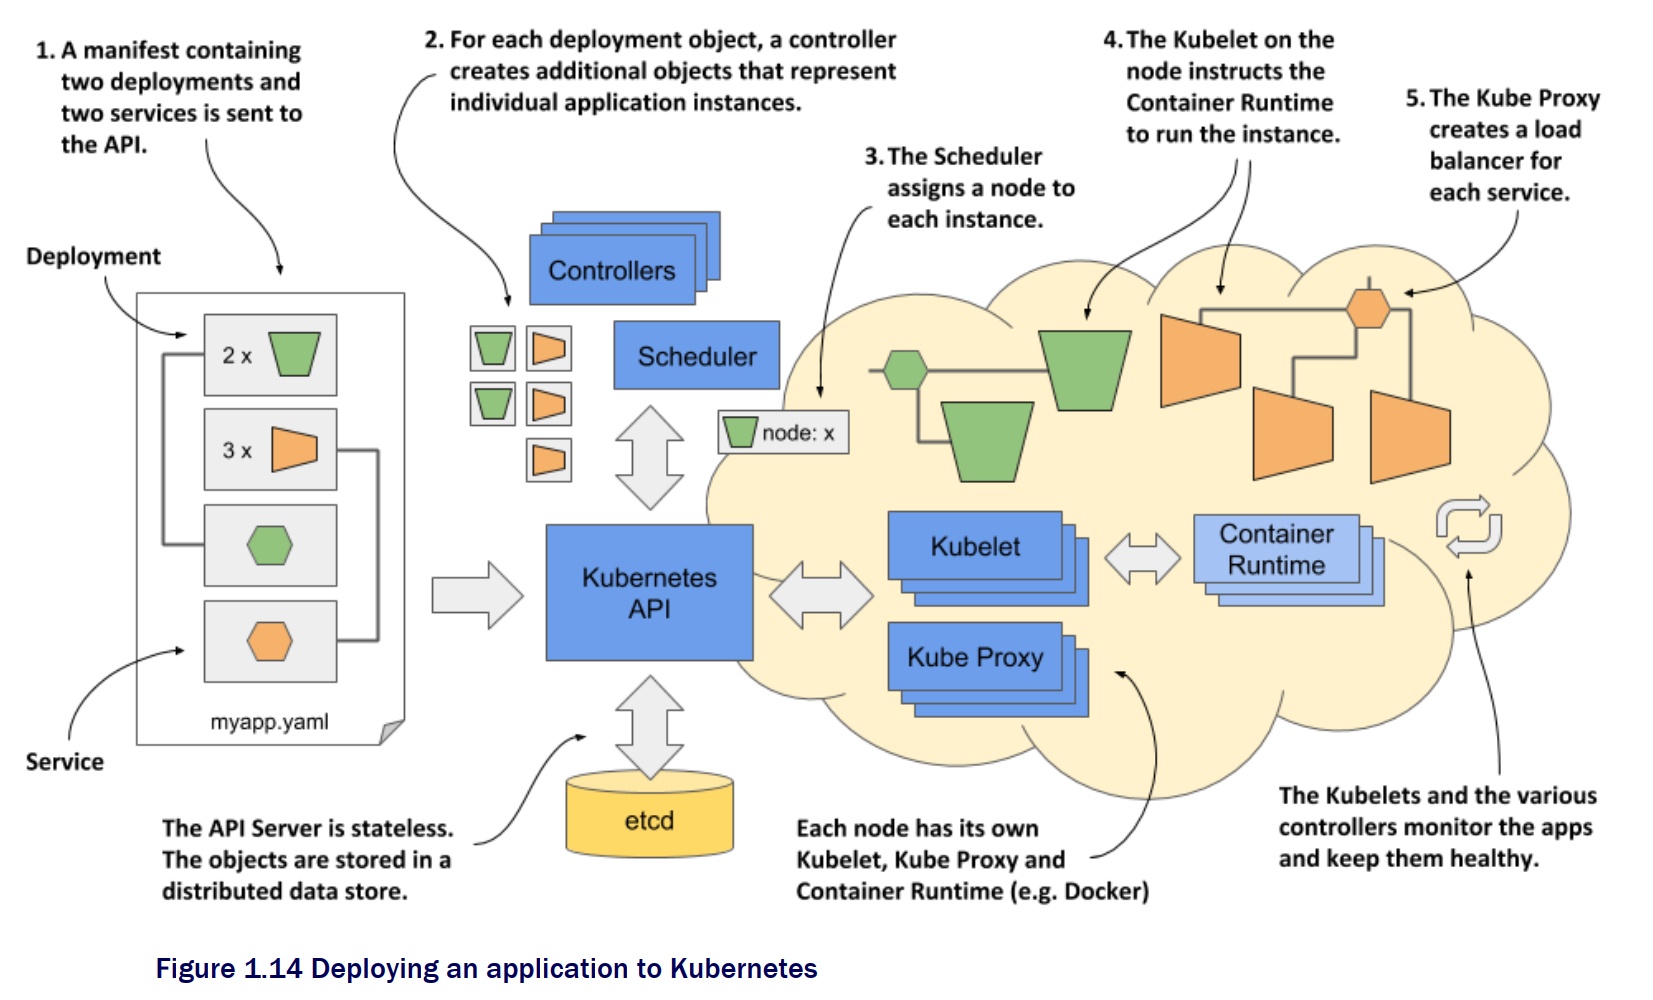 1. A manifest containing
two deployments and
two services is sent to
the API.
2. For each deployment object, a controller
creates additional objects that represent
individual application instances.
3. The Scheduler
assigns a node to
each instance.
4. The Kubelet on the
node instructs the
Container Runtime
to run the instance.
5. The Kube Proxy
creates a load
balancer for
each service.
Deployment
2 x
3 x
myapp.yaml
Service
Controllers
Scheduler
node: x
Kubernetes
API
Kubelet
Container
Runtime
Kube Proxy
etcd
The API Server is stateless.
The objects are stored in a
distributed data store.
Each node has its own
Kubelet, Kube Proxy and
Container Runtime (e.g. Docker)
The Kubelets and the various
controllers monitor the apps
and keep them healthy.
Figure 1.14 Deploying an application to Kubernetes